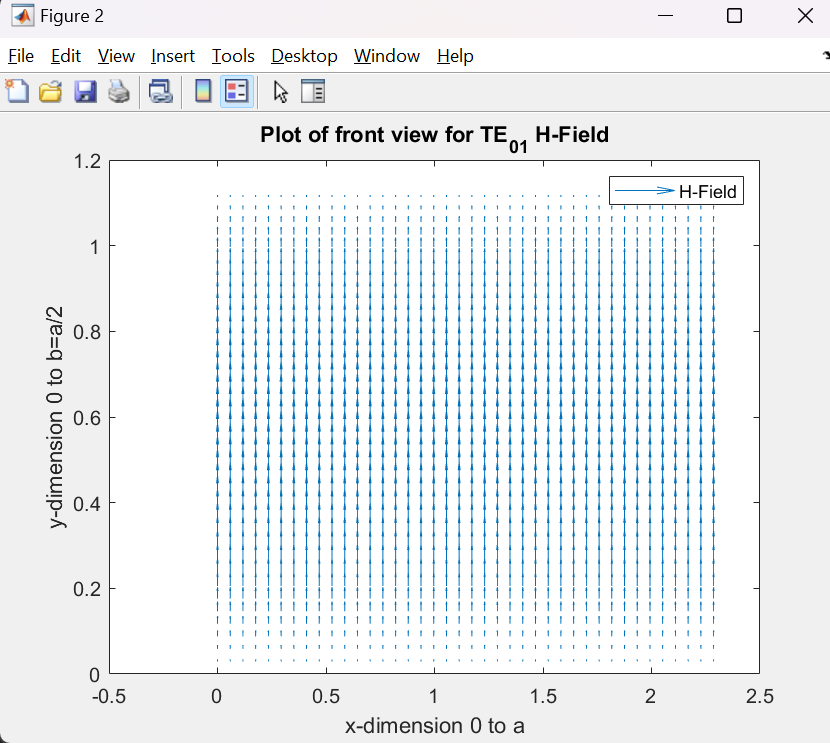 Figure 2
File Edit View Insert Tools Desktop Window Help
Plot of front view for TE01 H-Field
H-Field
1.2
1
0.8
0.6
0.4
0.2
0
y-dimension 0 to b=a/2
-0.5 0 0.5 1 1.5 2 2.5
x-dimension 0 to a